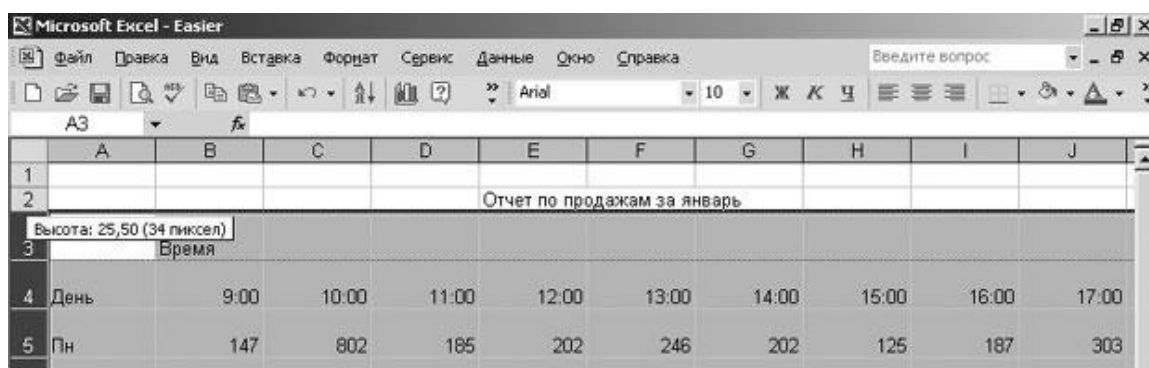 Microsoft Excel - Easier
Файл Правка Вид Вставка Формат Сервис Данные Окно Справка Введите вопрос
Arial 10 Ж К Ч
A3 fx
A B C D E F G H I J
1
2 Отчет по продажам за январь
Высота: 25,50 (34 пиксел)
3 Время
4 День 9:00 10:00 11:00 12:00 13:00 14:00 15:00 16:00 17:00
5 Пн 147 802 185 202 246 202 125 187 303